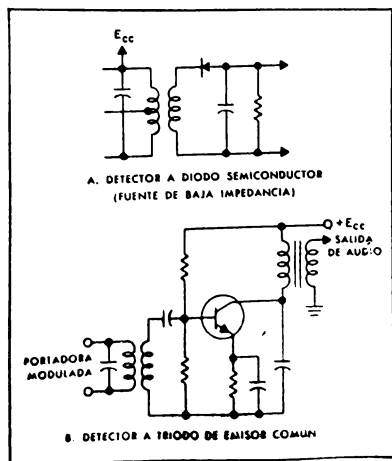 Ecc
A. DETECTOR A DIODO SEMICONDUCTOR
(FUENTE DE BAJA IMPEDANCIA)
+Ecc
SALIDA
DE AUDIO
PORTADORA
MODULADA
B. DETECTOR A TRIODO DE EMISOR COMUN